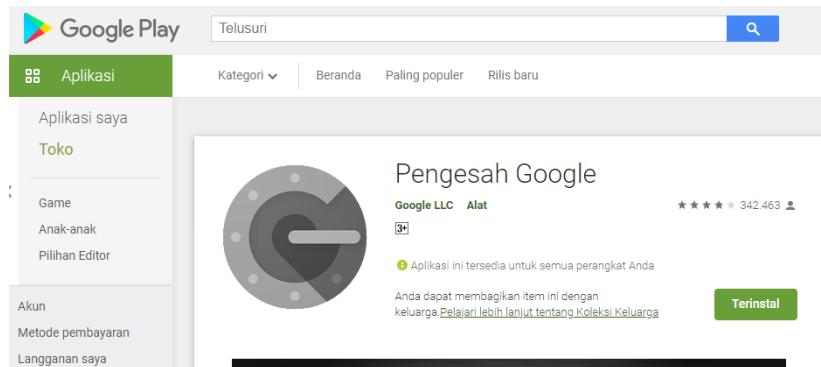 Google Play
Telusuri
Aplikasi
Kategori
Beranda
Paling populer
Rilis baru
Aplikasi saya
Toko
Game
Anak-anak
Pilihan Editor
Akun
Metode pembayaran
Langganan saya
Pengesah Google
Google LLC Alat
342.463
3+
Aplikasi ini tersedia untuk semua perangkat Anda
Anda dapat membagikan item ini dengan
keluarga.Pelajari lebih lanjut tentang Koleksi Keluarga
Terinstal